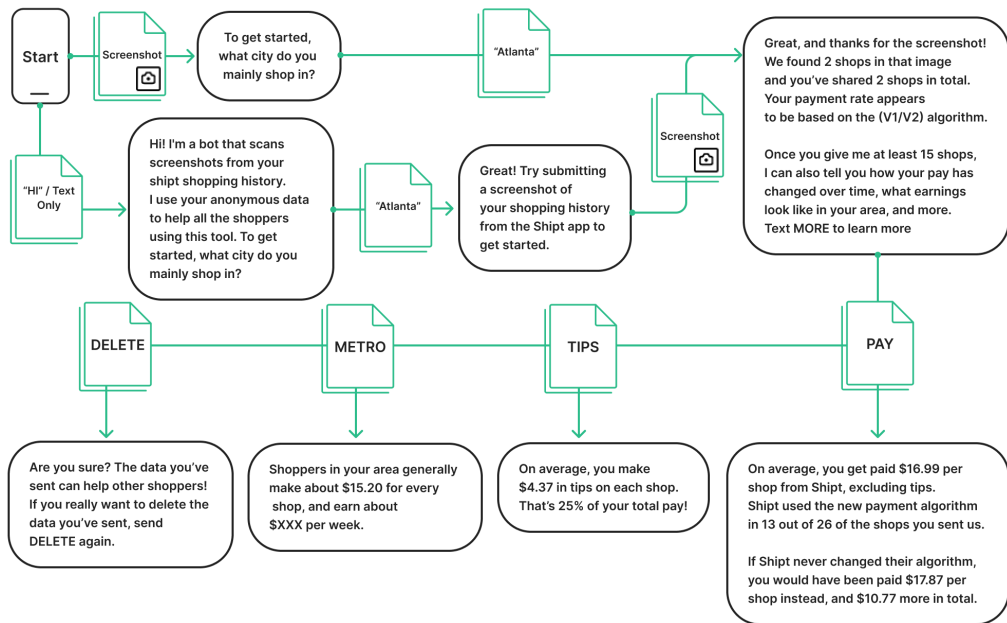 Start
Screenshot
To get started,
what city do you
mainly shop in?
“Atlanta”
Great, and thanks for the screenshot!
We found 2 shops in that image
and you’ve shared 2 shops in total.
Your payment rate appears
to be based on the (V1/V2) algorithm.
Once you give me at least 15 shops,
I can also tell you how your pay has
changed over time, what earnings
look like in your area, and more.
Text MORE to learn more
“HI” / Text
Only
Hi! I'm a bot that scans
screenshots from your
shipt shopping history.
I use your anonymous data
to help all the shoppers
using this tool. To get
started, what city do you
mainly shop in?
“Atlanta”
Great! Try submitting
a screenshot of
your shopping history
from the Shipt app to
get started.
Screenshot
DELETE
METRO
TIPS
PAY
Are you sure? The data you’ve
sent can help other shoppers!
If you really want to delete the
data you’ve sent, send
DELETE again.
Shoppers in your area generally
make about $15.20 for every
shop, and earn about
$XXX per week.
On average, you make
$4.37 in tips on each shop.
That’s 25% of your total pay!
On average, you get paid $16.99 per
shop from Shipt, excluding tips.
Shipt used the new payment algorithm
in 13 out of 26 of the shops you sent us.
If Shipt never changed their algorithm,
you would have been paid $17.87 per
shop instead, and $10.77 more in total.